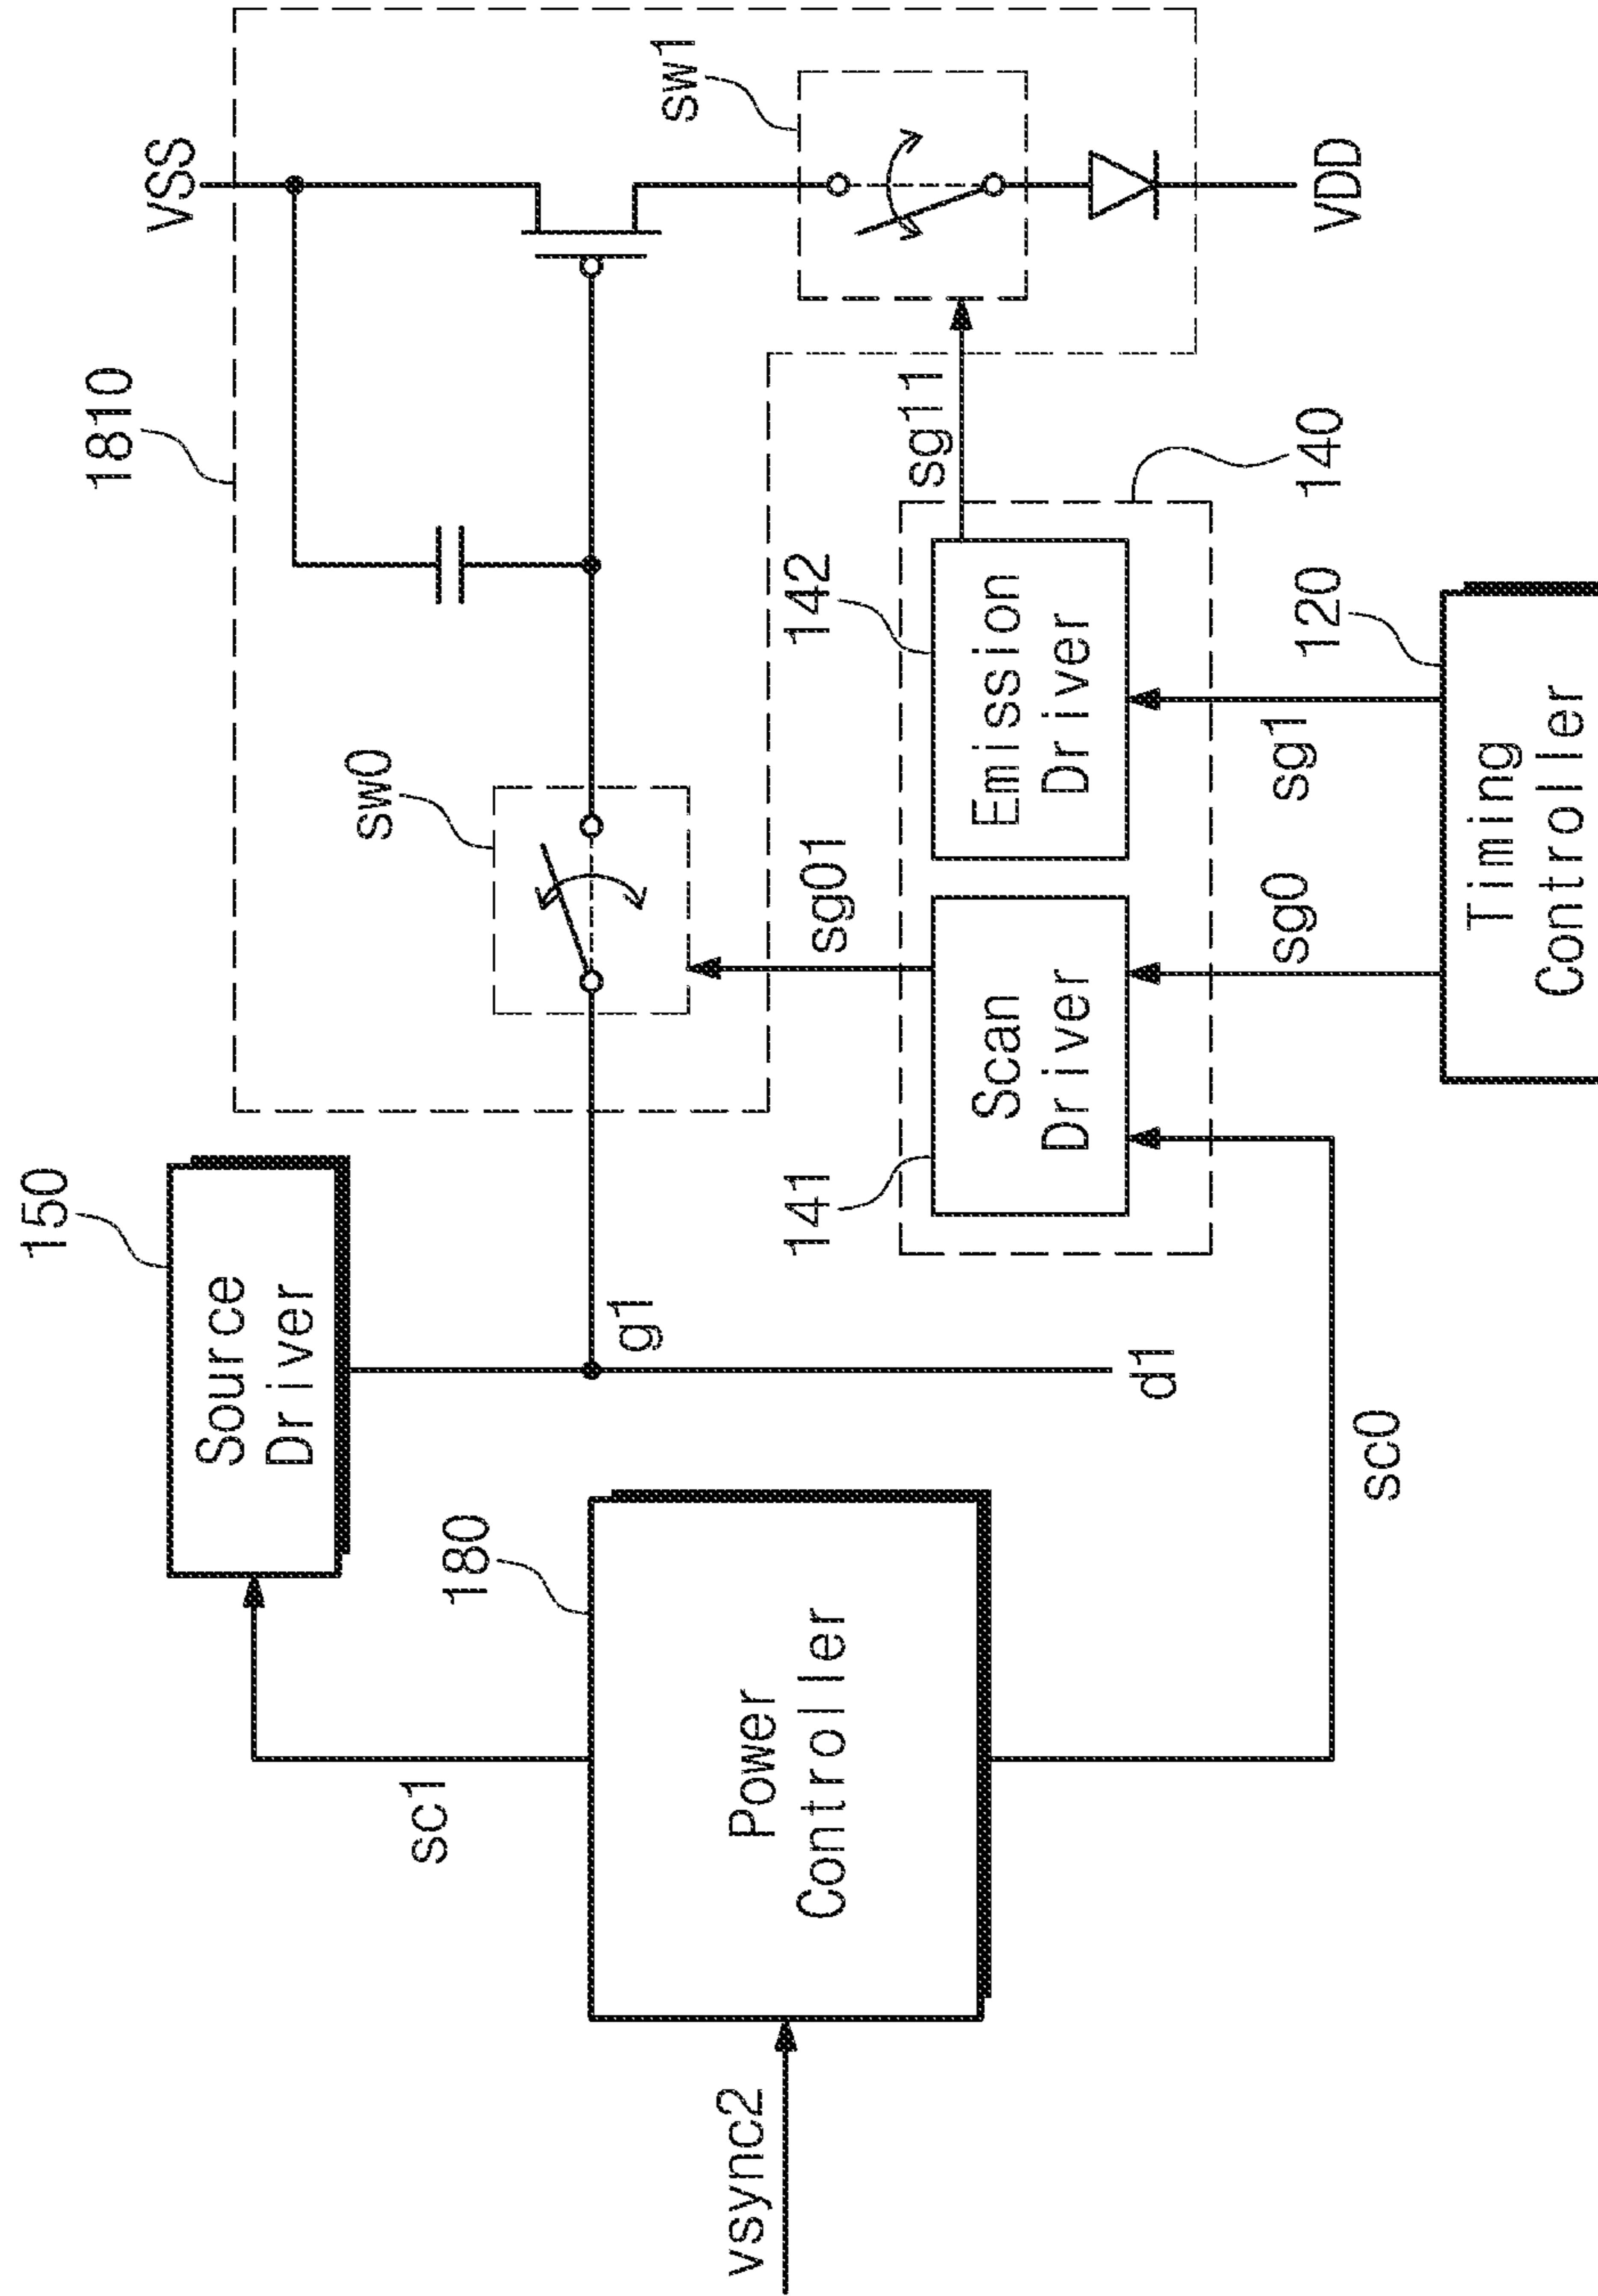 150
1810
VSS
Source
Driver
sw0
sc1
180
g1
sw1
vsync2
Power
Controller
141
142
sg01
sg11
Scan
Driver
Emission
Driver
d1
sg0
sg1
120
140
VDD
sc0
Timing
Controller